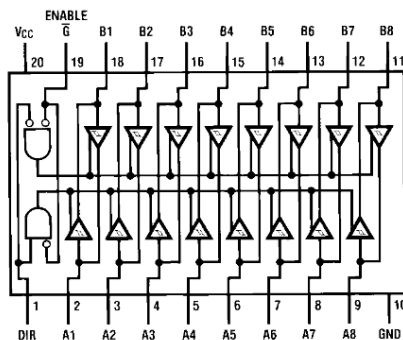 ENABLE
VCC G̅ B1 B2 B3 B4 B5 B6 B7 B8
20 19 18 17 16 15 14 13 12 11
1 2 3 4 5 6 7 8 9 10
DIR A1 A2 A3 A4 A5 A6 A7 A8 GND